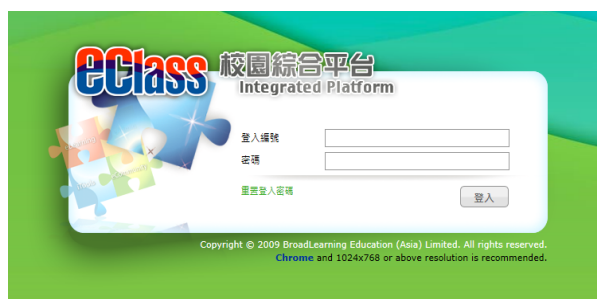 eClass 校園綜合平台
Integrated Platform
登入編號
密碼
重置登入密碼
登入
Copyright © 2009 BroadLearning Education (Asia) Limited. All rights reserved.
Chrome and 1024x768 or above resolution is recommended.